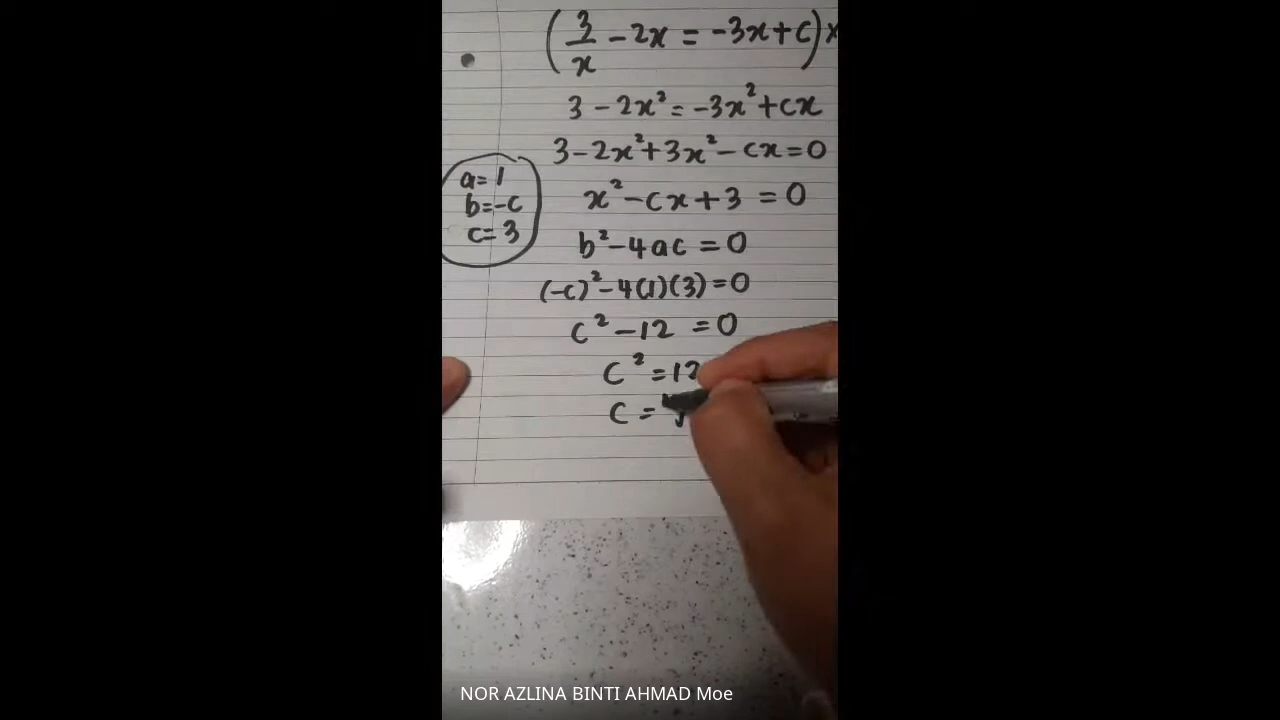 (3/x - 2x = -3x + c) x
3 - 2x² = -3x² + cx
3 - 2x² + 3x² - cx = 0
a = 1
b = -c
c = 3
x² - cx + 3 = 0
b² - 4ac = 0
(-c)² - 4(1)(3) = 0
c² - 12 = 0
c² = 12
c =
NOR AZLINA BINTI AHMAD Moe